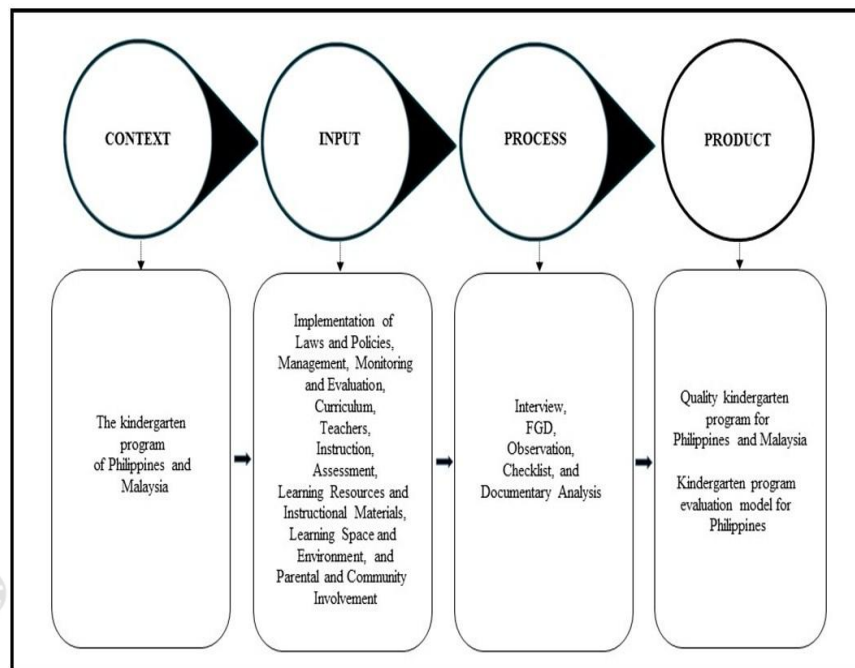 CONTEXT
INPUT
PROCESS
PRODUCT
The kindergarten
program
of Philippines and
Malaysia
Implementation of
Laws and Policies,
Management, Monitoring
and Evaluation,
Curriculum,
Teachers,
Instruction,
Assessment,
Learning Resources and
Instructional Materials,
Learning Space and
Environment, and
Parental and Community
Involvement
Interview,
FGD,
Observation,
Checklist, and
Documentary Analysis
Quality kindergarten
program for
Philippines and Malaysia
Kindergarten program
evaluation model for
Philippines